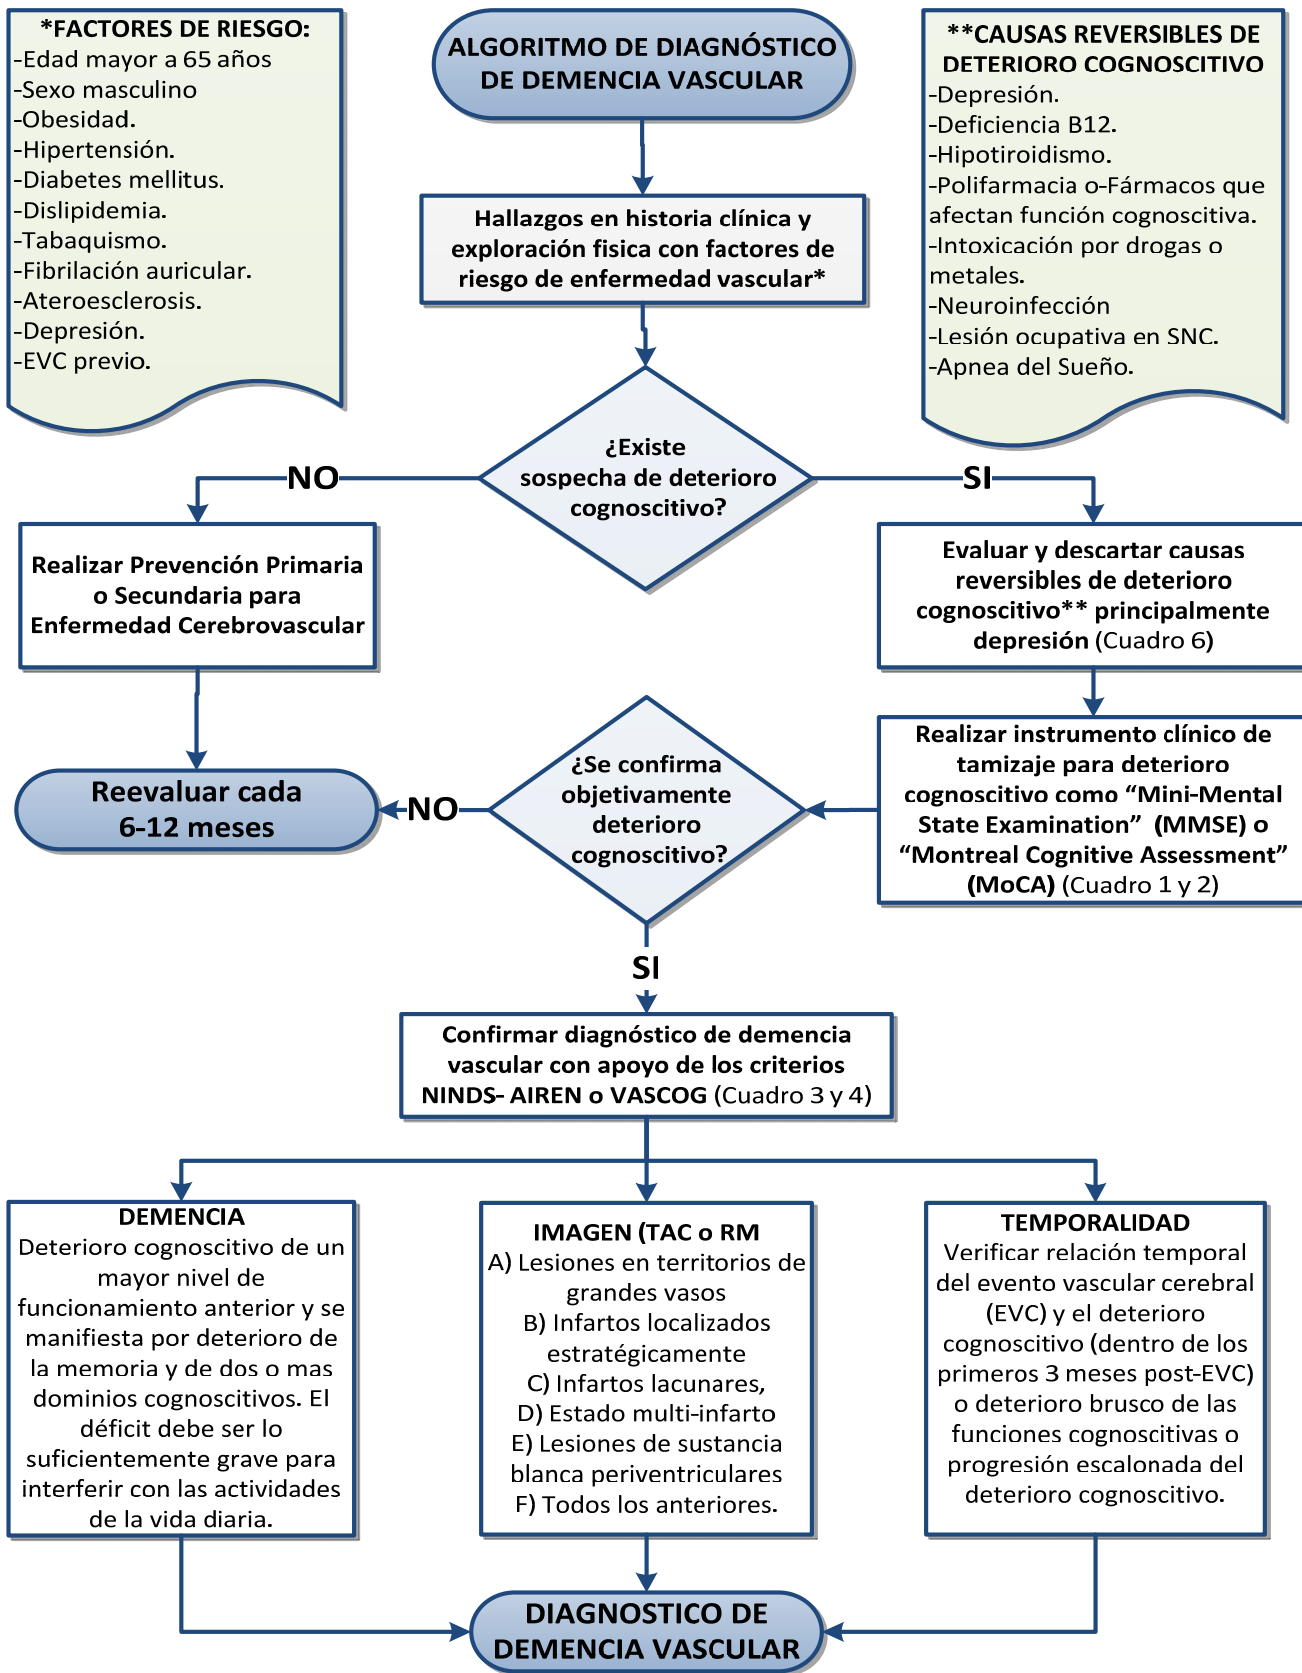 *FACTORES DE RIESGO:
-Edad mayor a 65 años
-Sexo masculino
-Obesidad.
-Hipertensión.
-Diabetes mellitus.
-Dislipidemia.
-Tabaquismo.
-Fibrilación auricular.
-Ateroesclerosis.
-Depresión.
-EVC previo.
ALGORITMO DE DIAGNÓSTICO
DE DEMENCIA VASCULAR
**CAUSAS REVERSIBLES DE
DETERIORO COGNOSCITIVO
-Depresión.
-Deficiencia B12.
-Hipotiroidismo.
-Polifarmacia o-Fármacos que
afectan función cognoscitiva.
-Intoxicación por drogas o
metales.
-Neuroinfección
-Lesión ocupativa en SNC.
-Apnea del Sueño.
Hallazgos en historia clínica y
exploración fisica con factores de
riesgo de enfermedad vascular*
¿Existe
sospecha de deterioro
cognoscitivo?
NO
SI
Realizar Prevención Primaria
o Secundaria para
Enfermedad Cerebrovascular
Evaluar y descartar causas
reversibles de deterioro
cognoscitivo** principalmente
depresión (Cuadro 6)
Realizar instrumento clínico de
tamizaje para deterioro
cognoscitivo como “Mini-Mental
State Examination” (MMSE) o
“Montreal Cognitive Assessment”
(MoCA) (Cuadro 1 y 2)
¿Se confirma
objetivamente
deterioro
cognoscitivo?
NO
Reevaluar cada
6-12 meses
SI
Confirmar diagnóstico de demencia
vascular con apoyo de los criterios
NINDS- AIREN o VASCOG (Cuadro 3 y 4)
DEMENCIA
Deterioro cognoscitivo de un
mayor nivel de
funcionamiento anterior y se
manifiesta por deterioro de
la memoria y de dos o mas
dominios cognoscitivos. El
déficit debe ser lo
suficientemente grave para
interferir con las actividades
de la vida diaria.
IMAGEN (TAC o RM
A) Lesiones en territorios de
grandes vasos
B) Infartos localizados
estratégicamente
C) Infartos lacunares,
D) Estado multi-infarto
E) Lesiones de sustancia
blanca periventriculares
F) Todos los anteriores.
TEMPORALIDAD
Verificar relación temporal
del evento vascular cerebral
(EVC) y el deterioro
cognoscitivo (dentro de los
primeros 3 meses post-EVC)
o deterioro brusco de las
funciones cognoscitivas o
progresión escalonada del
deterioro cognoscitivo.
DIAGNOSTICO DE
DEMENCIA VASCULAR